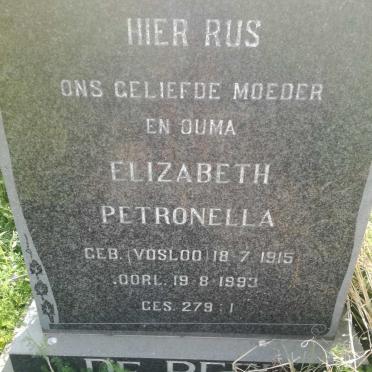 HIER RUS
ONS GELIEFDE MOEDER
EN OUMA
ELIZABETH
PETRONELLA
GEB. (VOSLOO) 18-7-1915
OORL. 19-8-1993
GES. 279:1